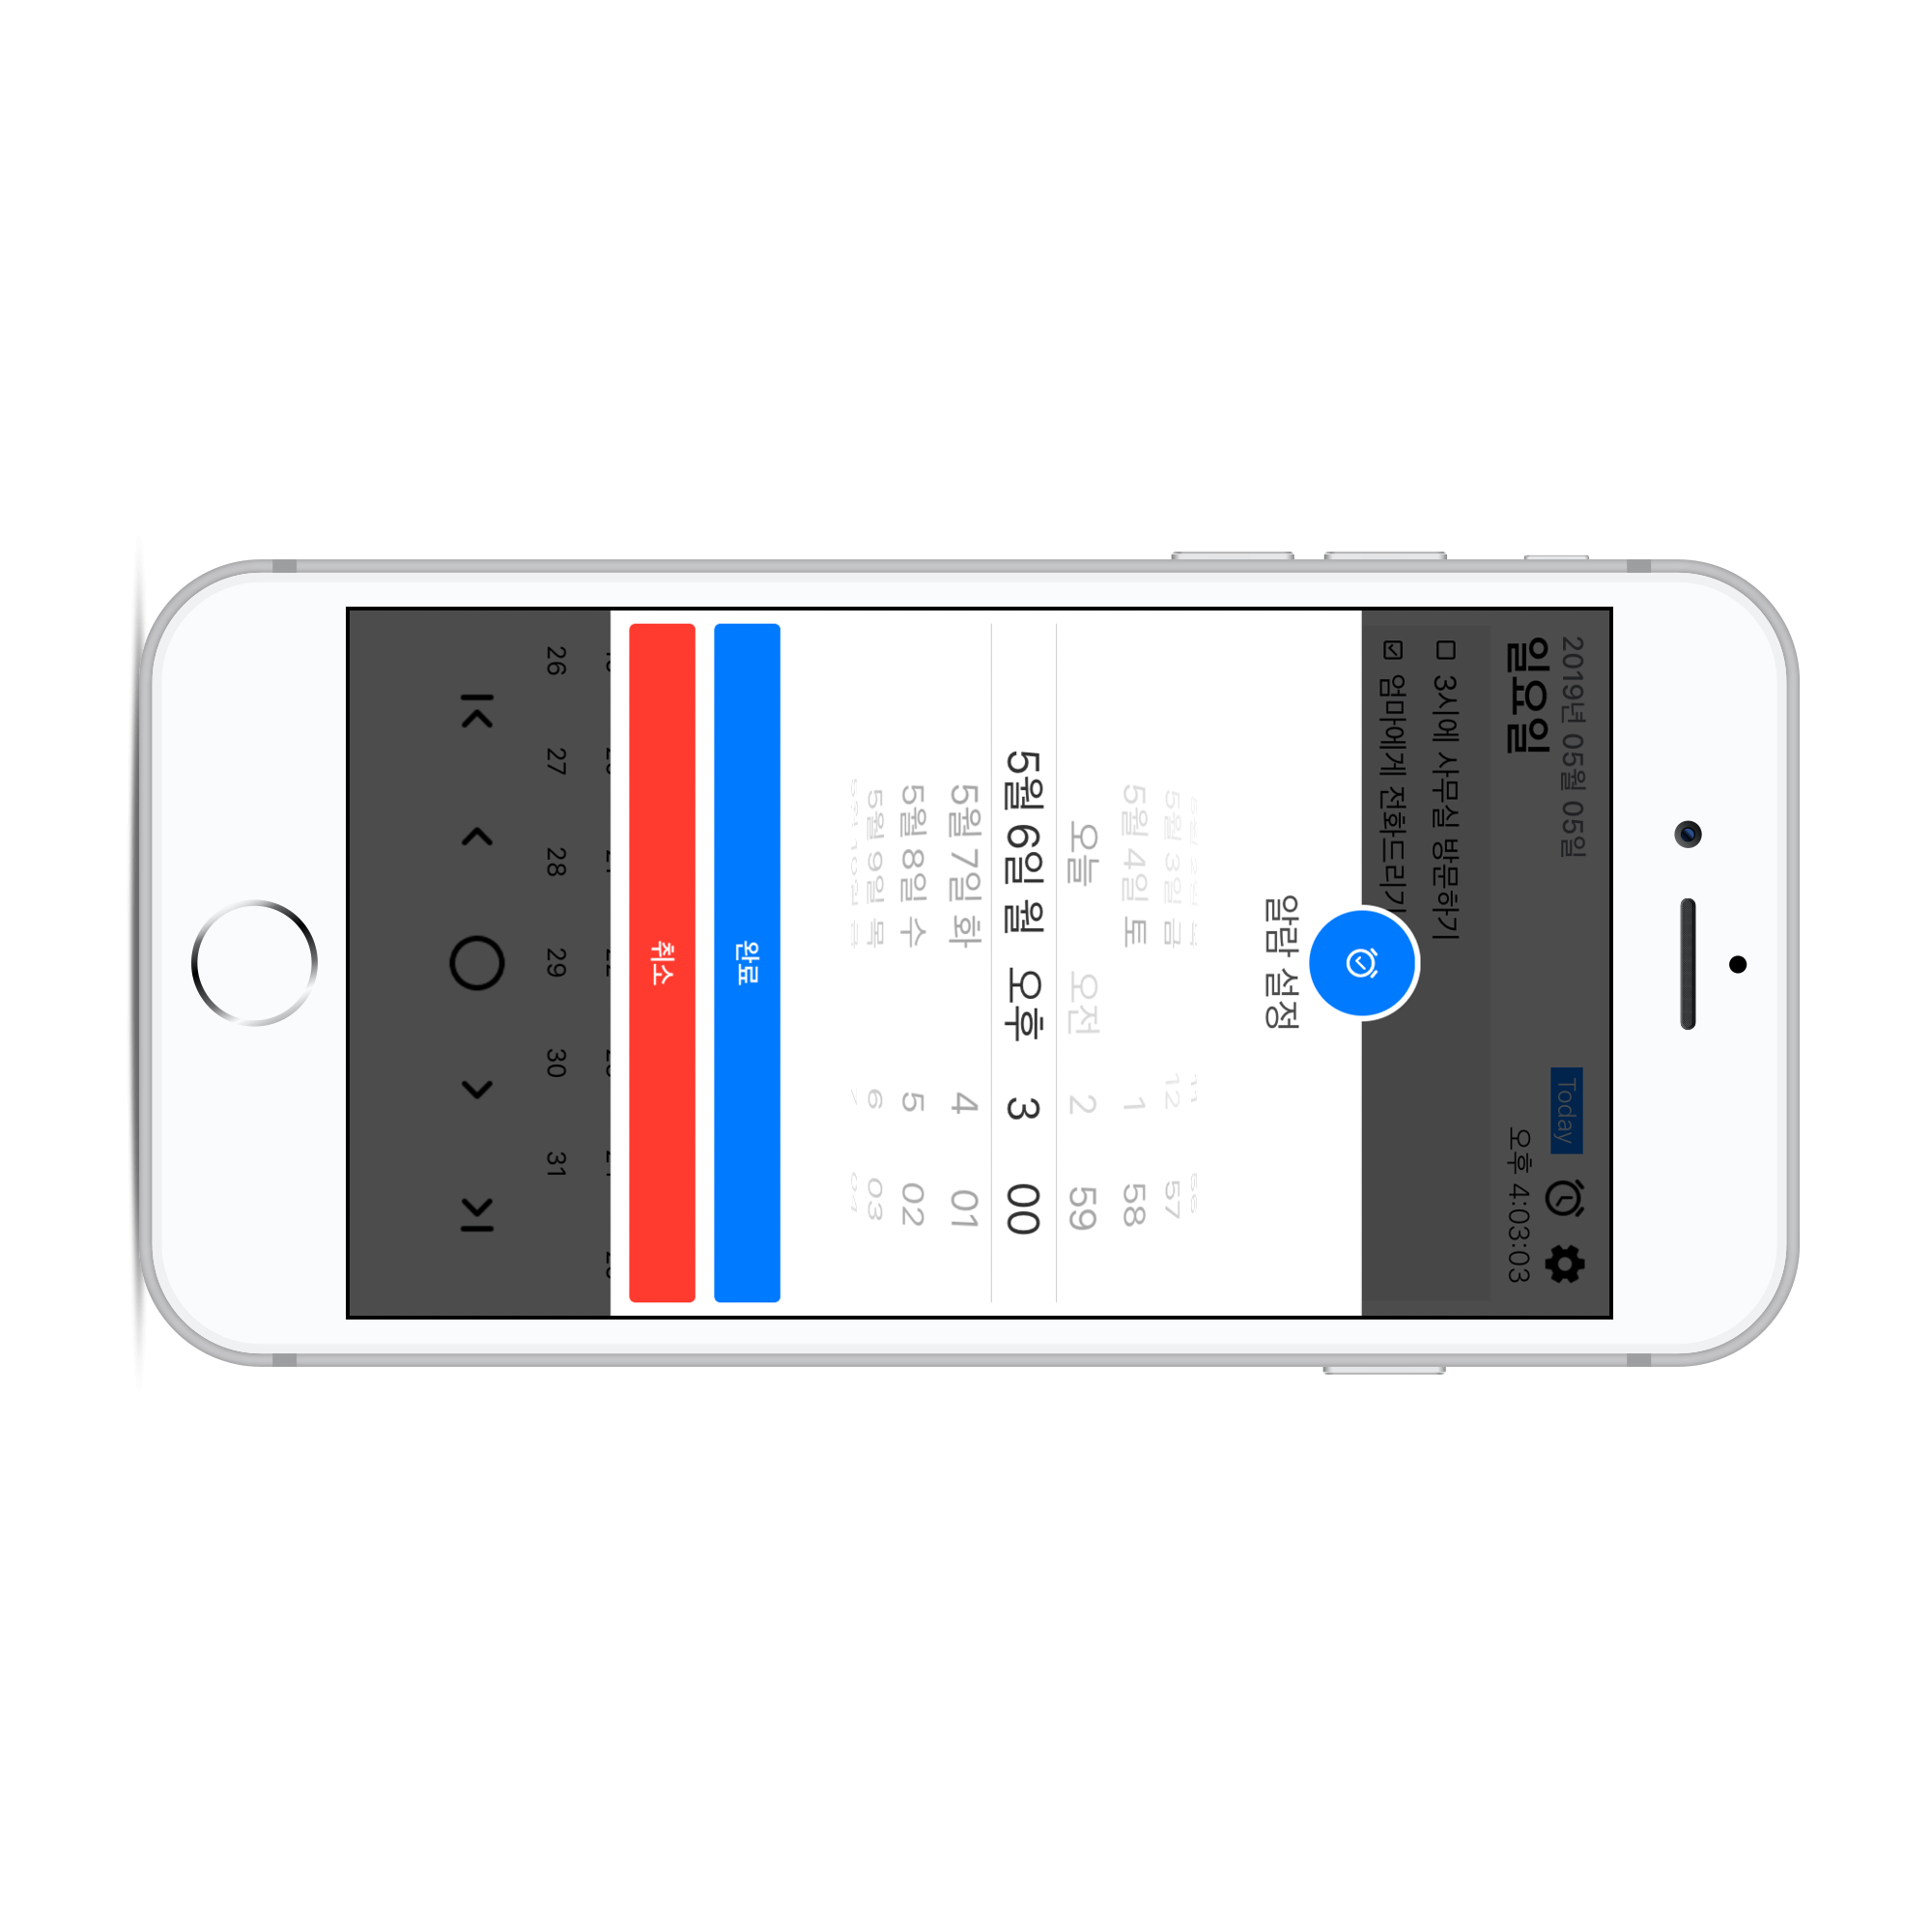 2019년 05월 05일
Today
일요일
오후 4:03:03
3시에 사무실 방문하기
엄마에게 전화드리기
알람 설정
5월 3일 금 12 57
5월 4일 토 1 58
오늘 오전 2 59
5월 6일 월 오후 3 00
5월 7일 화 4 01
5월 8일 수 5 02
5월 9일 목 6 03
완료
취소
26 27 28 29 30 31